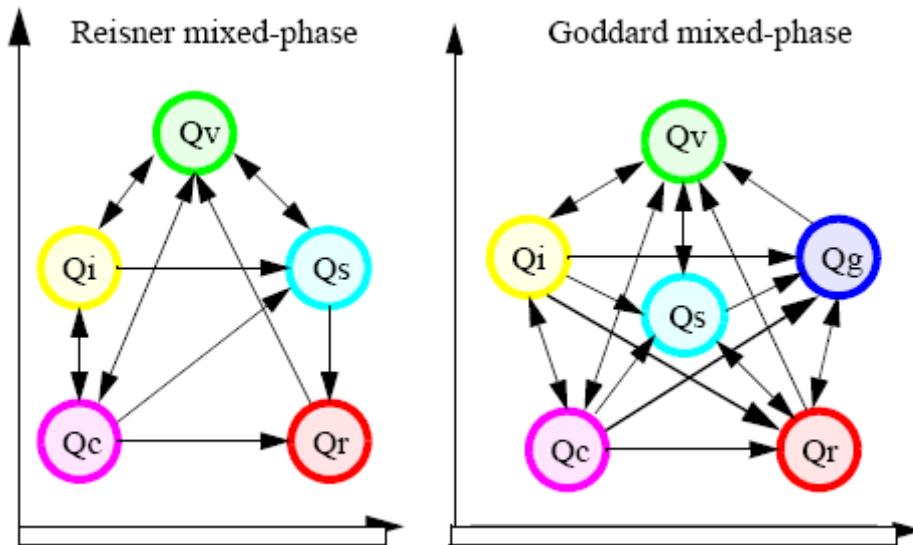 Reisner mixed-phase
Qv
Qi
Qs
Qc
Qr
Goddard mixed-phase
Qv
Qi
Qg
Qs
Qc
Qr